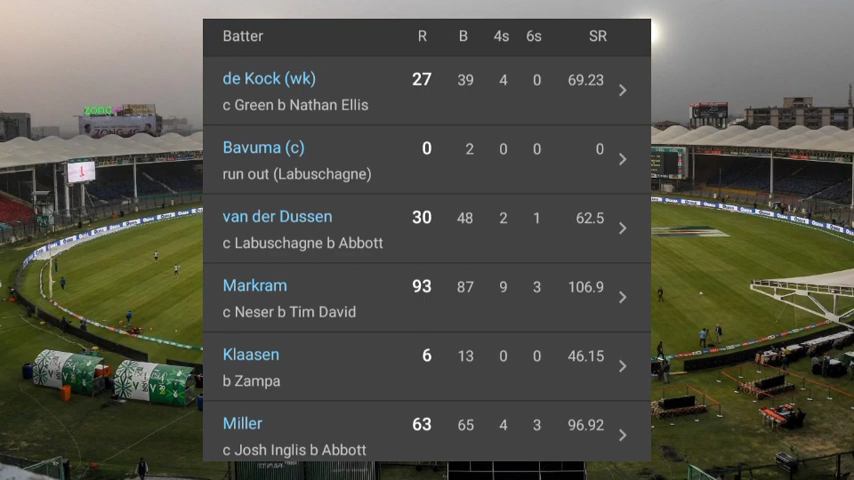 Batter R B 4s 6s SR
de Kock (wk) 27 39 4 0 69.23
c Green b Nathan Ellis
Bavuma (c) 0 2 0 0 0
run out (Labuschagne)
van der Dussen 30 48 2 1 62.5
c Labuschagne b Abbott
Markram 93 87 9 3 106.9
c Neser b Tim David
Klaasen 6 13 0 0 46.15
b Zampa
Miller 63 65 4 3 96.92
c Josh Inglis b Abbott
zong
ZONG 4G